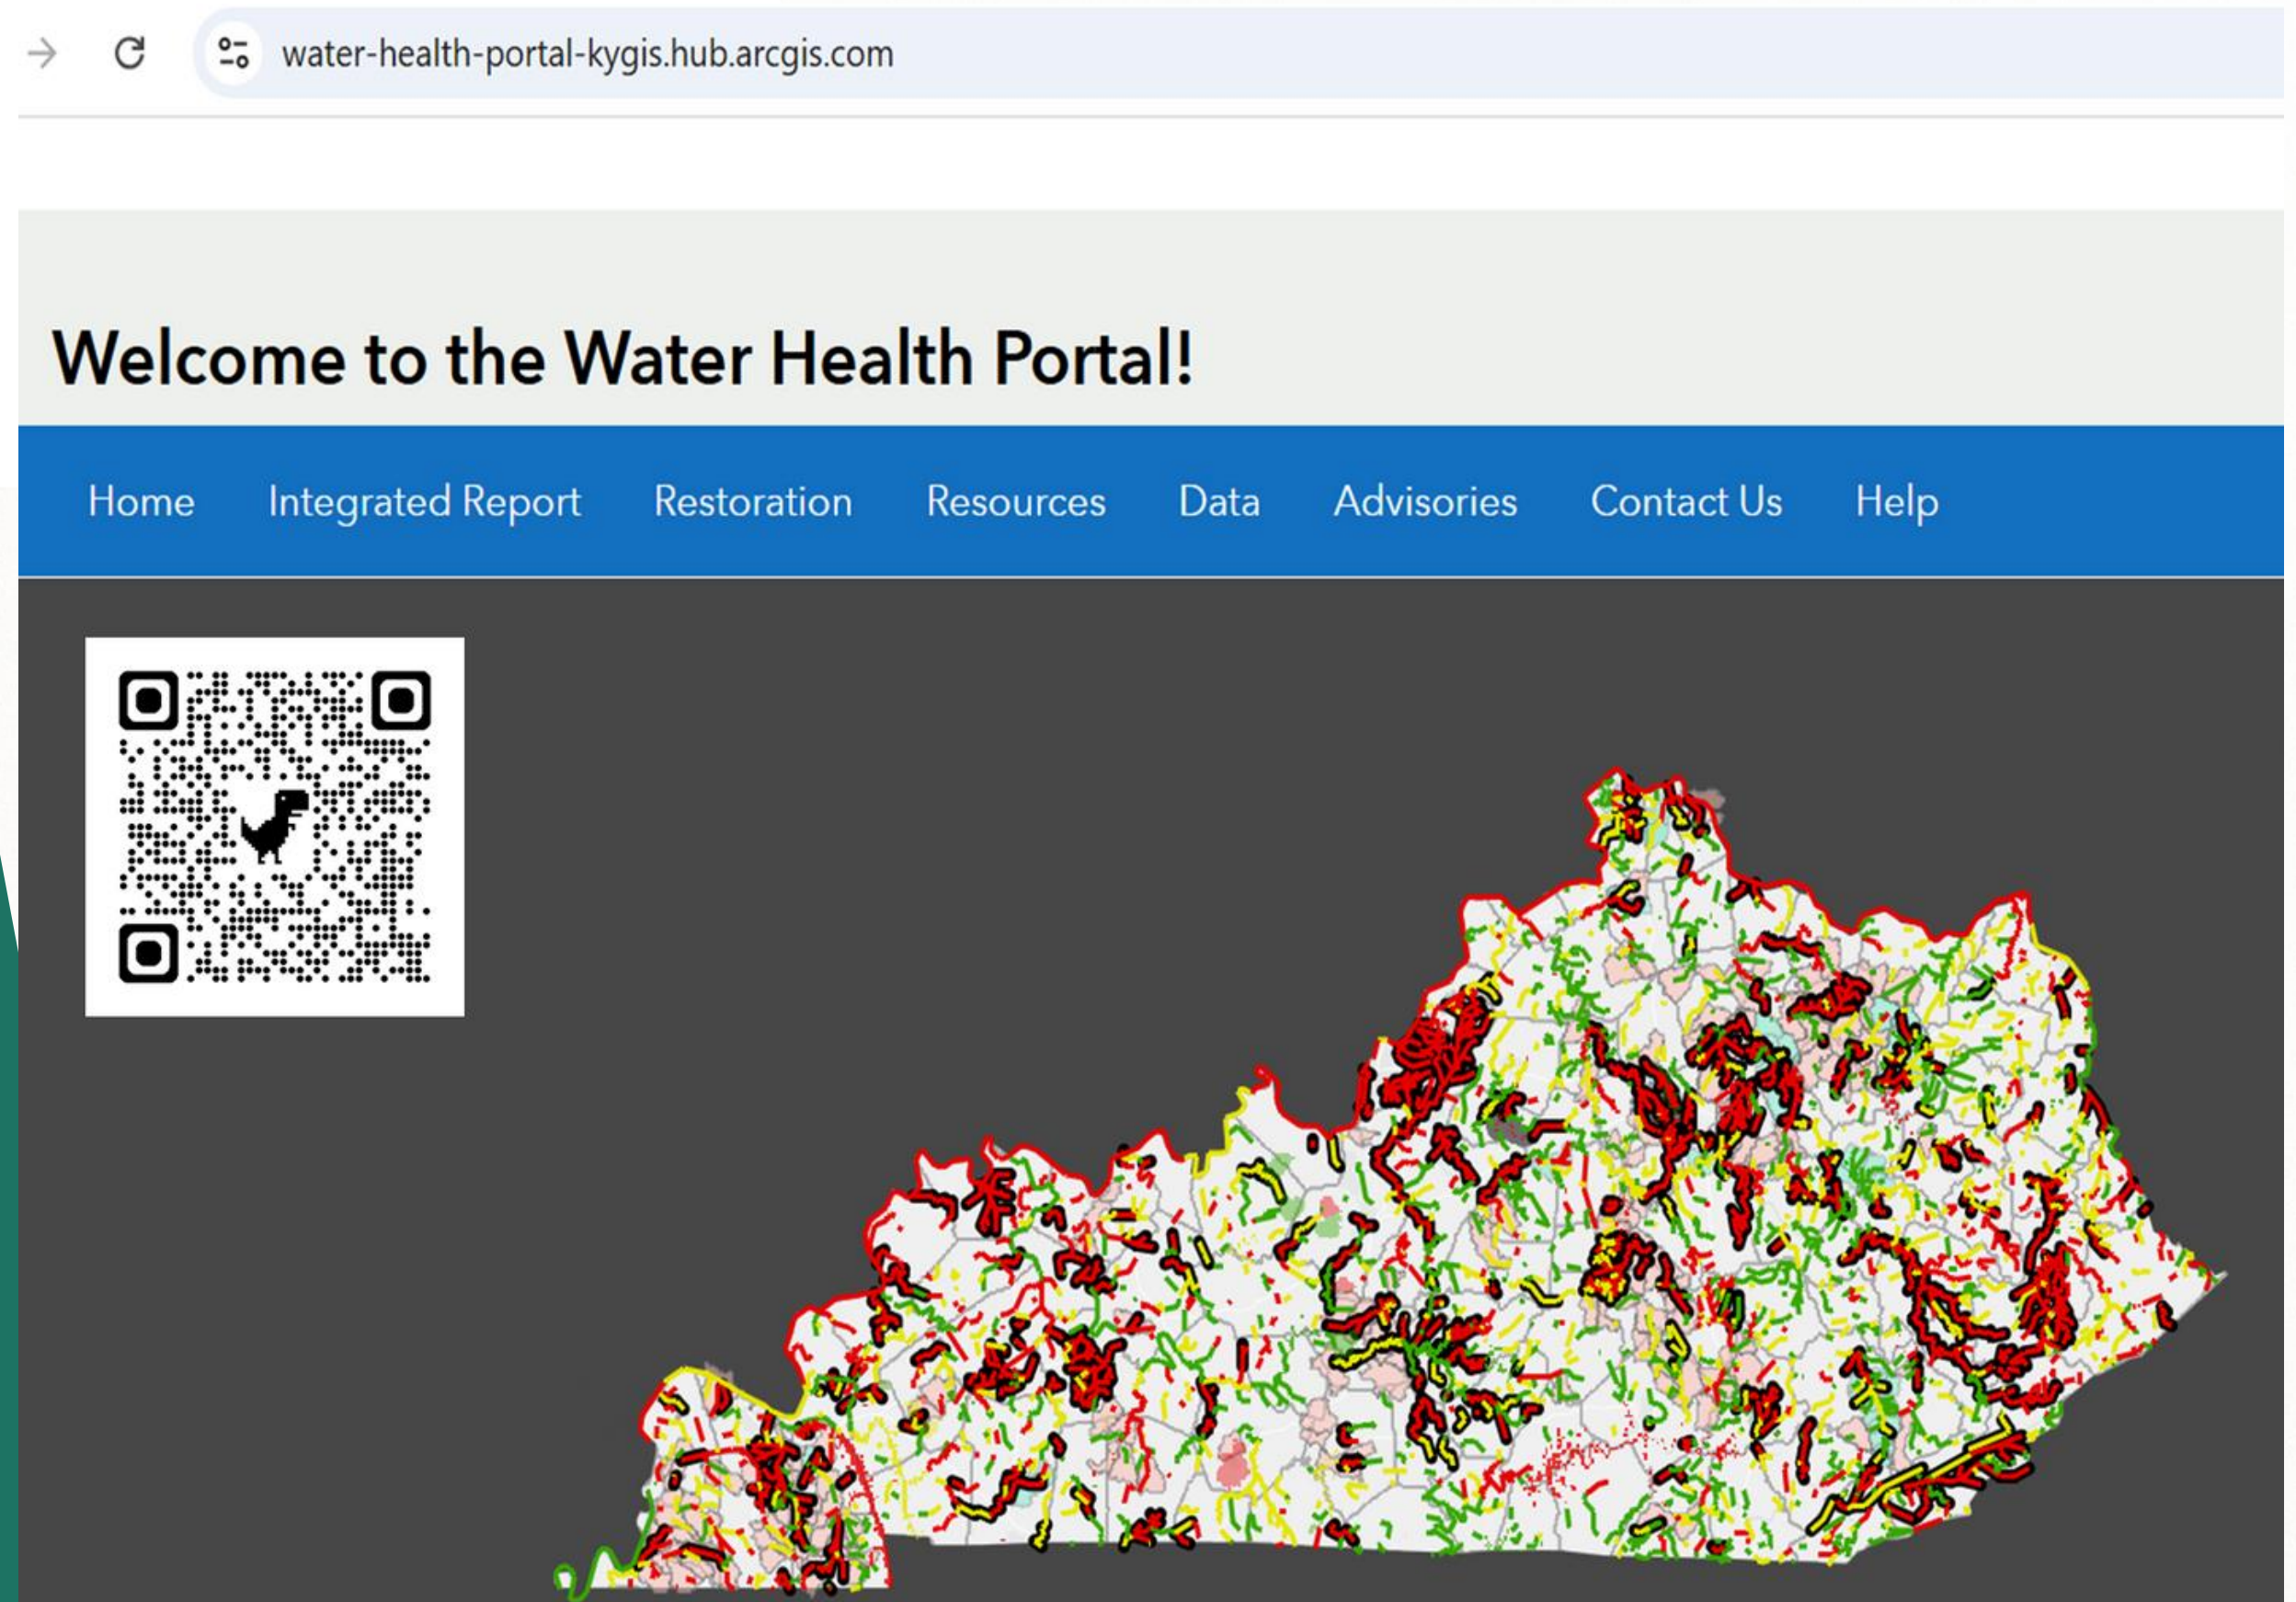 water-health-portal-kygis.hub.arcgis.com
Welcome to the Water Health Portal!
Home Integrated Report Restoration Resources Data Advisories Contact Us Help